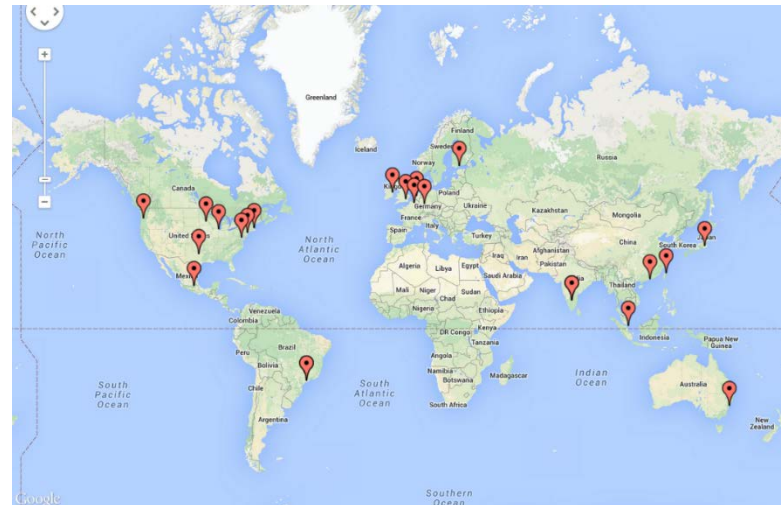 Greenland
Iceland
Finland
Sweden
Norway
Russia
Canada
Poland
Germany
Ukraine
Kazakhstan
Mongolia
France
Italy
Spain
Turkey
North
Pacific
Ocean
North
Atlantic
Ocean
China
South Korea
Japan
Afghanistan
Pakistan
Iraq
Iran
Algeria
Libya
Egypt
Saudi Arabia
Mexico
Mali
Niger
Sudan
Chad
Nigeria
Ethiopia
Thailand
Venezuela
Colombia
DR Congo
Kenya
Tanzania
Indonesia
Papua New
Guinea
Peru
Brazil
Bolivia
Angola
Namibia
Botswana
Madagascar
Chile
South
Pacific
Ocean
South
Atlantic
Ocean
Indian
Ocean
Australia
South Africa
Argentina
New
Zealand
Southern
Ocean
Google